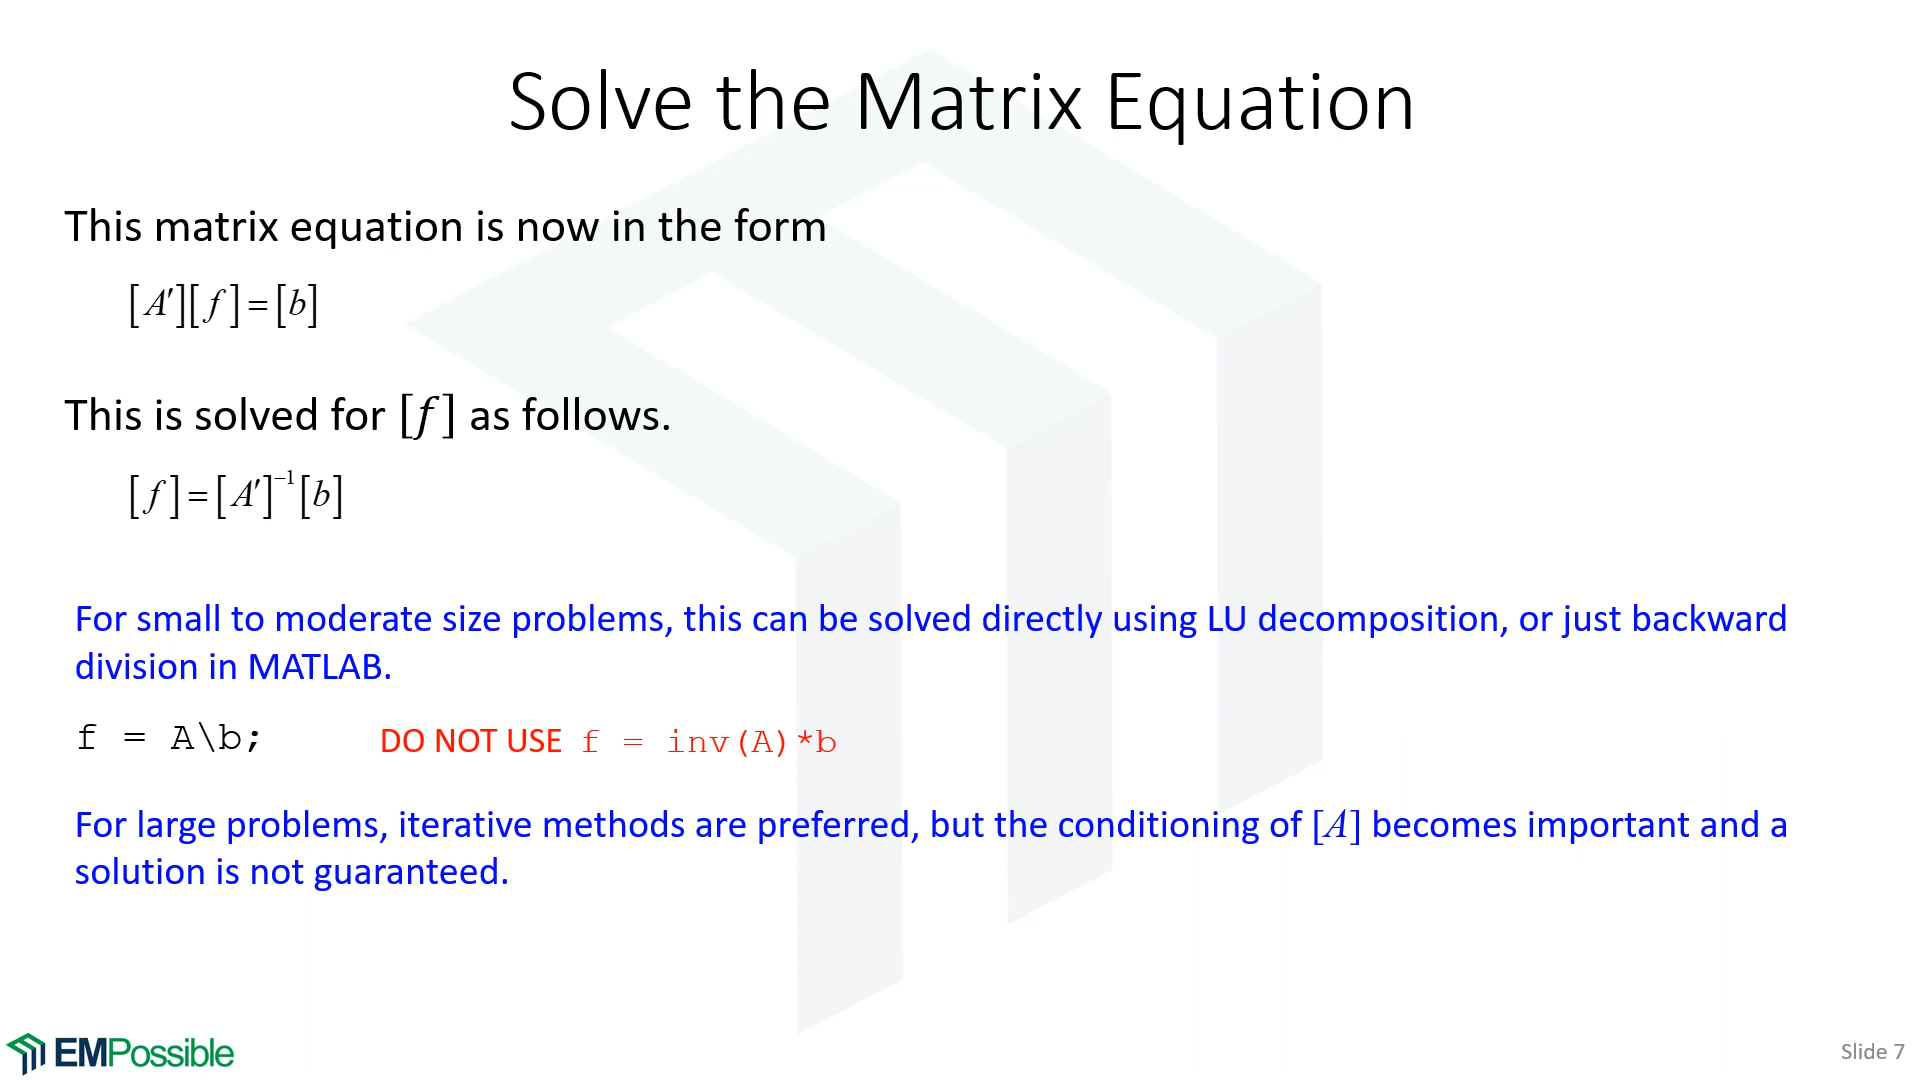 Solve the Matrix Equation
This matrix equation is now in the form
[A′][f]=[b]
This is solved for [f] as follows.
[f]=[A′]⁻¹[b]
For small to moderate size problems, this can be solved directly using LU decomposition, or just backward
division in MATLAB.
f = A\b; DO NOT USE f = inv(A)*b
For large problems, iterative methods are preferred, but the conditioning of [A] becomes important and a
solution is not guaranteed.
EMPossible
Slide 7